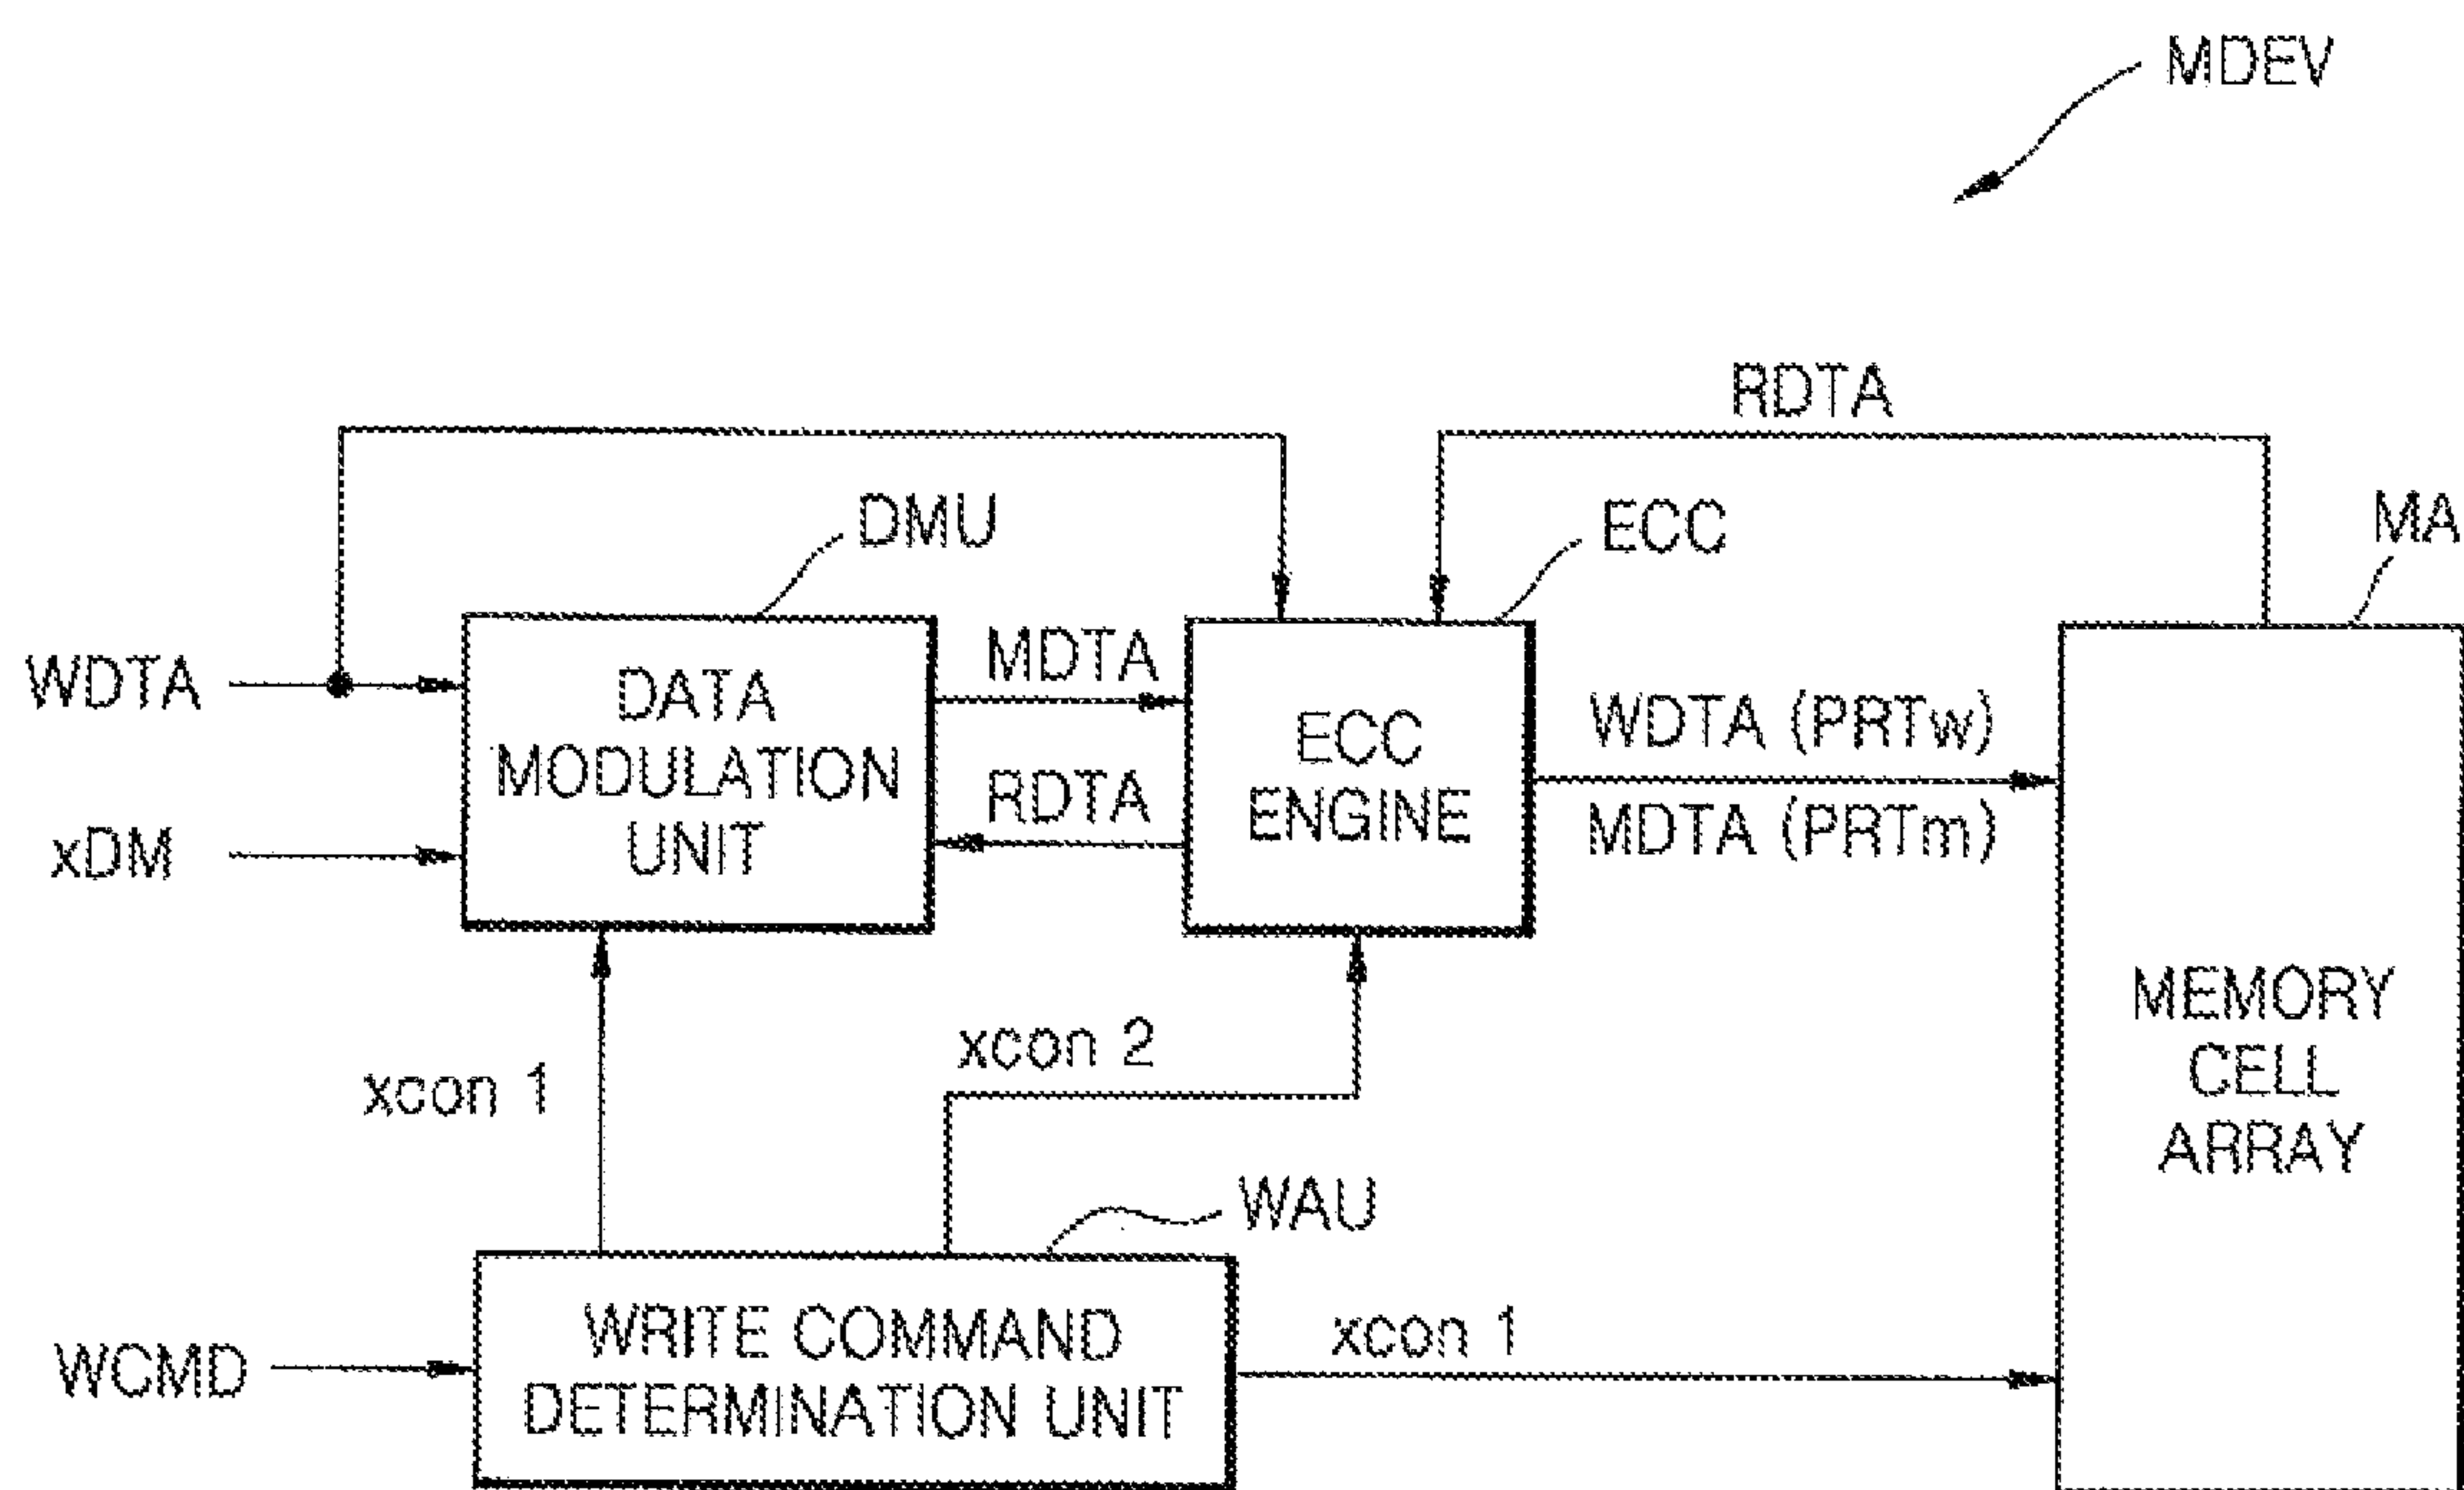 MDEV
RDTA
DMU
ECC
MA
WDTA
DATA
MODULATION
UNIT
MDTA
RDTA
ECC
ENGINE
WDTA (PRTw)
MDTA (PRTm)
xDM
MEMORY
CELL
ARRAY
xcon 1
xcon 2
WAU
WCMD
WRITE COMMAND
DETERMINATION UNIT
xcon 1